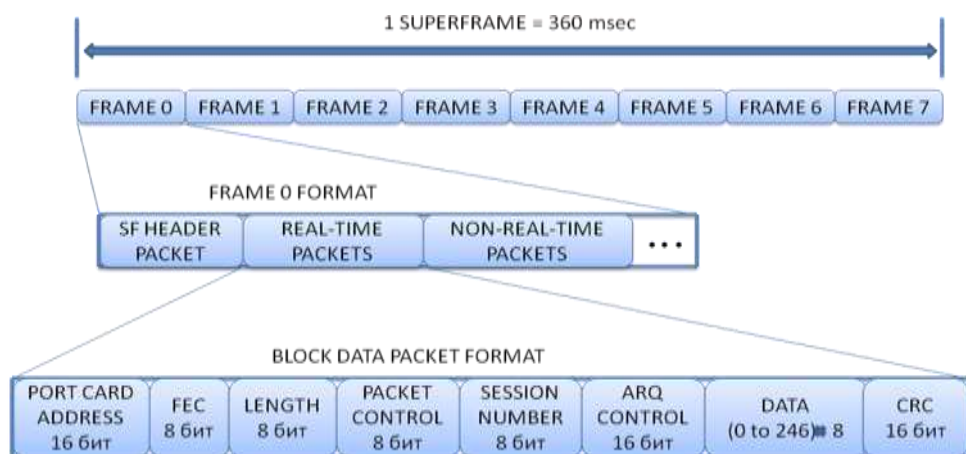 1 SUPERFRAME = 360 msec
FRAME 0
FRAME 1
FRAME 2
FRAME 3
FRAME 4
FRAME 5
FRAME 6
FRAME 7
FRAME 0 FORMAT
SF HEADER
PACKET
REAL-TIME
PACKETS
NON-REAL-TIME
PACKETS
...
BLOCK DATA PACKET FORMAT
PORT CARD
ADDRESS
16 бит
FEC
8 бит
LENGTH
8 бит
PACKET
CONTROL
8 бит
SESSION
NUMBER
8 бит
ARQ
CONTROL
16 бит
DATA
(0 to 246) 8
CRC
16 бит